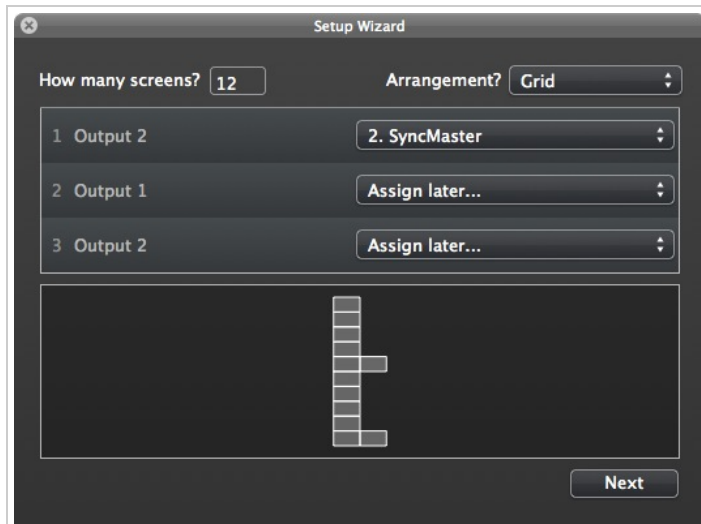 Setup Wizard
How many screens? 12 Arrangement? Grid
1 Output 2 2. SyncMaster
2 Output 1 Assign later...
3 Output 2 Assign later...
Next